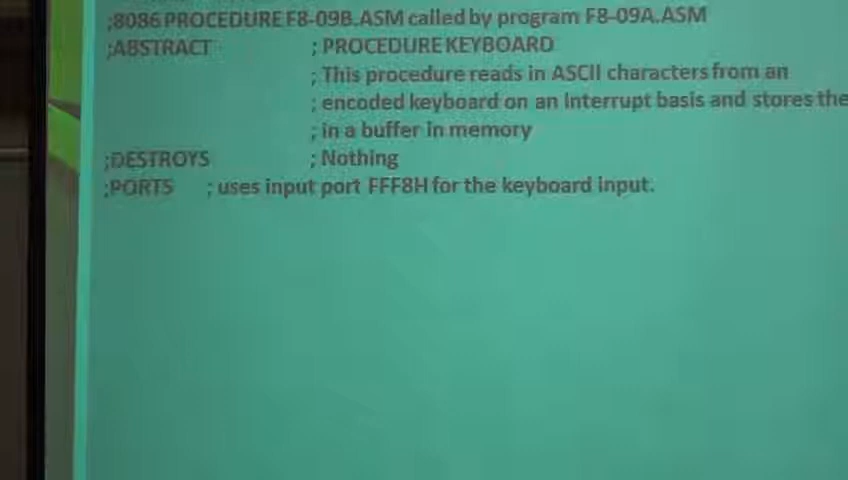 ;8086 PROCEDURE F8-09B.ASM called by program F8-09A.ASM
;ABSTRACT ; PROCEDURE KEYBOARD
; This procedure reads in ASCII characters from an
; encoded keyboard on an interrupt basis and stores the
; in a buffer in memory
;DESTROYS ; Nothing
;PORTS ; uses input port FFF8H for the keyboard input.